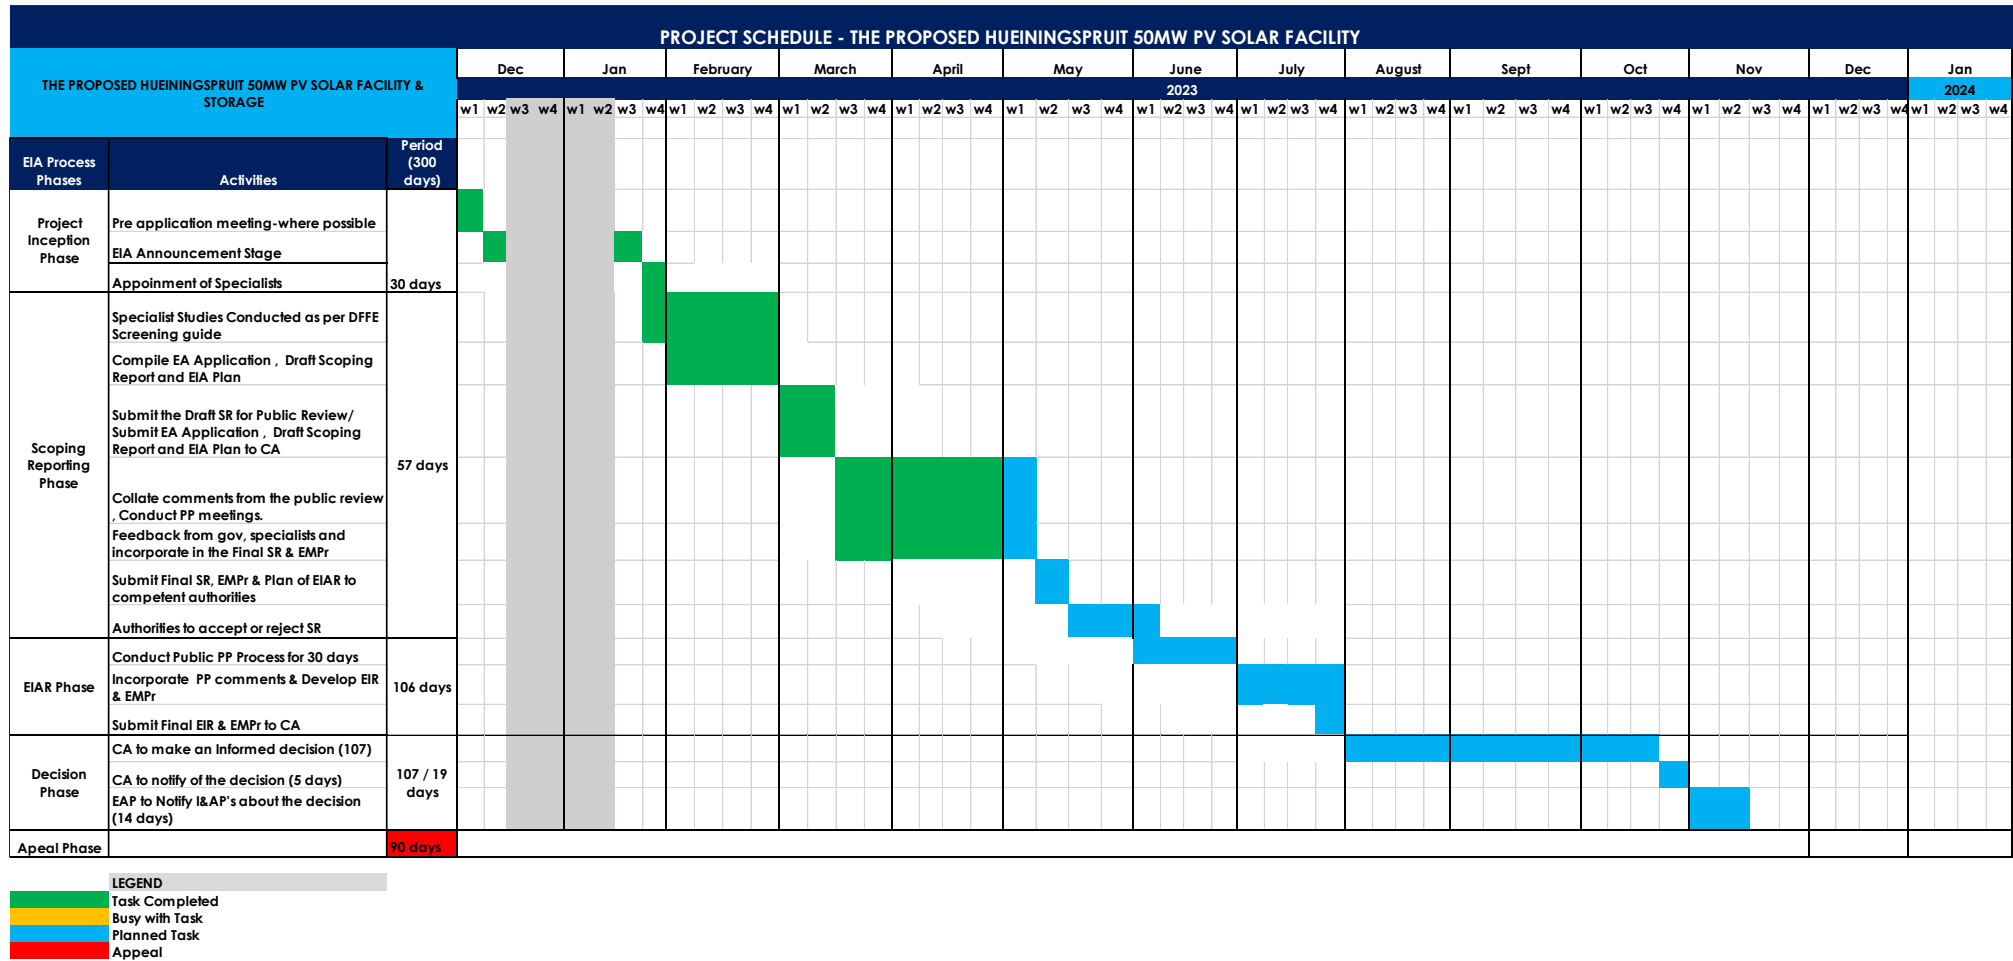 PROJECT SCHEDULE - THE PROPOSED HUEININGSPRUIT 50MW PV SOLAR FACILITY
THE PROPOSED HUEININGSPRUIT 50MW PV SOLAR FACILITY &
STORAGE
Dec Jan February March April May June July August Sept Oct Nov Dec Jan
2023 2024
w1 w2 w3 w4 w1 w2 w3 w4 w1 w2 w3 w4 w1 w2 w3 w4 w1 w2 w3 w4 w1 w2 w3 w4 w1 w2 w3 w4 w1 w2 w3 w4 w1 w2 w3 w4 w1 w2 w3 w4 w1 w2 w3 w4 w1 w2 w3 w4 w1 w2 w3 w4 w1 w2 w3 w4
EIA Process
Phases
Activities
Period
(300
days)
Project
Inception
Phase
Pre application meeting-where possible
EIA Announcement Stage
Appoinment of Specialists
30 days
Scoping
Reporting
Phase
Specialist Studies Conducted as per DFFE
Screening guide
Compile EA Application , Draft Scoping
Report and EIA Plan
Submit the Draft SR for Public Review/
Submit EA Application , Draft Scoping
Report and EIA Plan to CA
57 days
Collate comments from the public review
, Conduct PP meetings.
Feedback from gov, specialists and
incorporate in the Final SR & EMPr
Submit Final SR, EMPr & Plan of EIAR to
competent authorities
Authorities to accept or reject SR
EIAR Phase
Conduct Public PP Process for 30 days
Incorporate PP comments & Develop EIR
& EMPr
106 days
Submit Final EIR & EMPr to CA
Decision
Phase
CA to make an Informed decision (107)
CA to notify of the decision (5 days)
107 / 19
days
EAP to Notify I&AP's about the decision
(14 days)
Apeal Phase
90 days
LEGEND
Task Completed
Busy with Task
Planned Task
Appeal